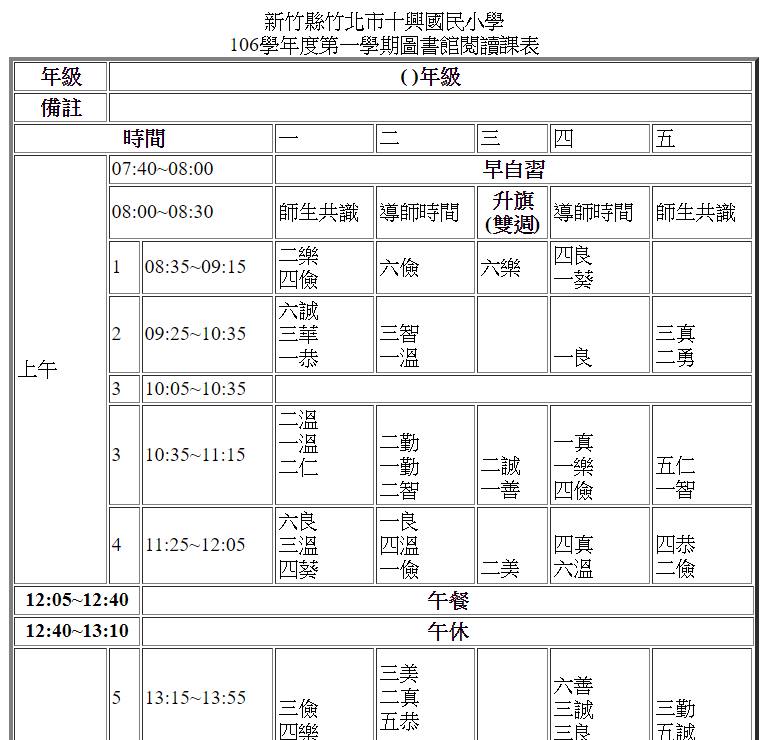 新竹縣竹北市十興國民小學
106學年度第一學期圖書館閱讀課表
年級 ( )年級
備註
時間 一 二 三 四 五
上午
07:40~08:00 早自習
08:00~08:30 師生共識 導師時間 升旗 (雙週) 導師時間 師生共識
1 08:35~09:15
二樂
四儉
六儉
六樂
四良
一葵
2 09:25~10:35
六誠
三華
一恭
三智
一溫
一良
三真
二勇
3 10:05~10:35
3 10:35~11:15
二溫
一溫
二仁
二勤
一勤
二智
二誠
一善
一真
一樂
四儉
五仁
一智
4 11:25~12:05
六良
三溫
四葵
一良
四溫
一儉
二美
四真
六溫
四恭
二儉
12:05~12:40 午餐
12:40~13:10 午休
5 13:15~13:55
三儉
四樂
三美
二真
五恭
六善
三誠
三良
三勤
五誠